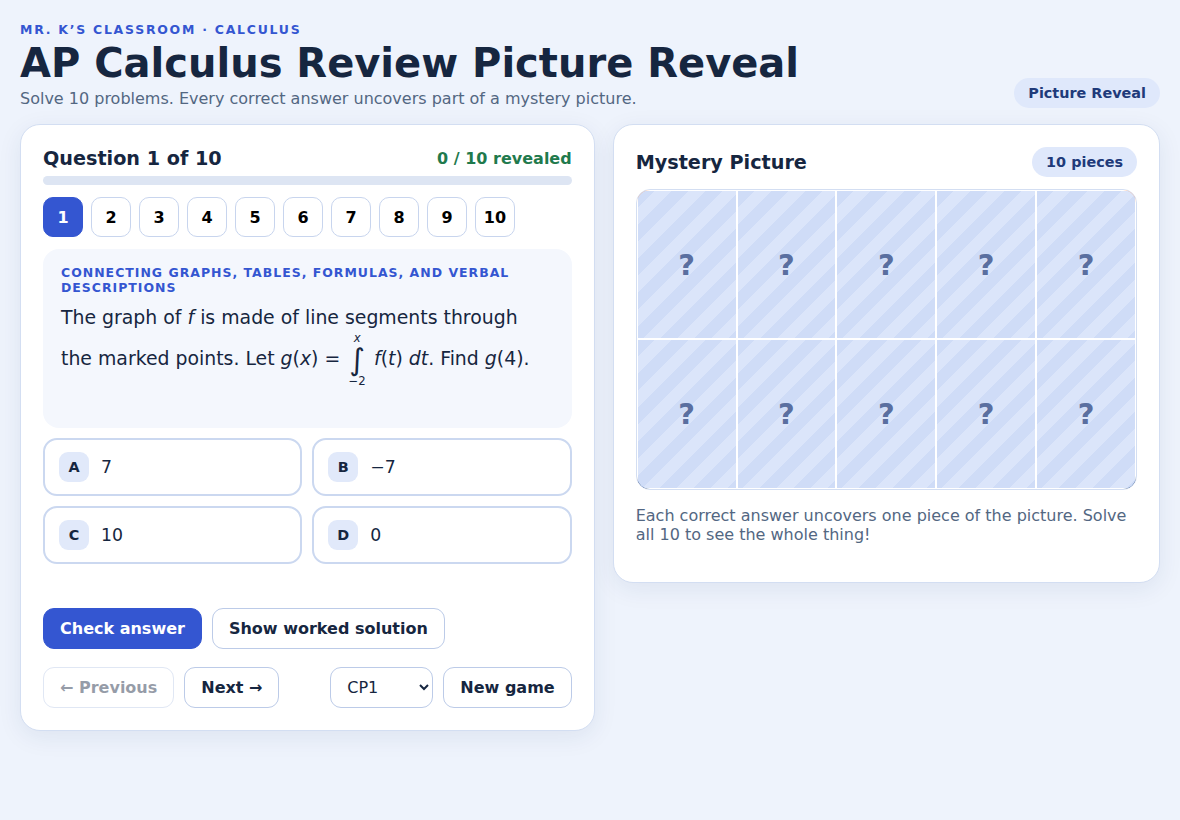 MR. K’S CLASSROOM · CALCULUS
AP Calculus Review Picture Reveal
Solve 10 problems. Every correct answer uncovers part of a mystery picture.
Picture Reveal
Question 1 of 10
0 / 10 revealed
1 2 3 4 5 6 7 8 9 10
CONNECTING GRAPHS, TABLES, FORMULAS, AND VERBAL
DESCRIPTIONS
The graph of f is made of line segments through
the marked points. Let g(x) = ∫_{−2}^{x} f(t) dt. Find g(4).
A 7
B −7
C 10
D 0
Check answer
Show worked solution
← Previous
Next →
CP1
New game
Mystery Picture
10 pieces
? ? ? ? ?
? ? ? ? ?
Each correct answer uncovers one piece of the picture. Solve
all 10 to see the whole thing!